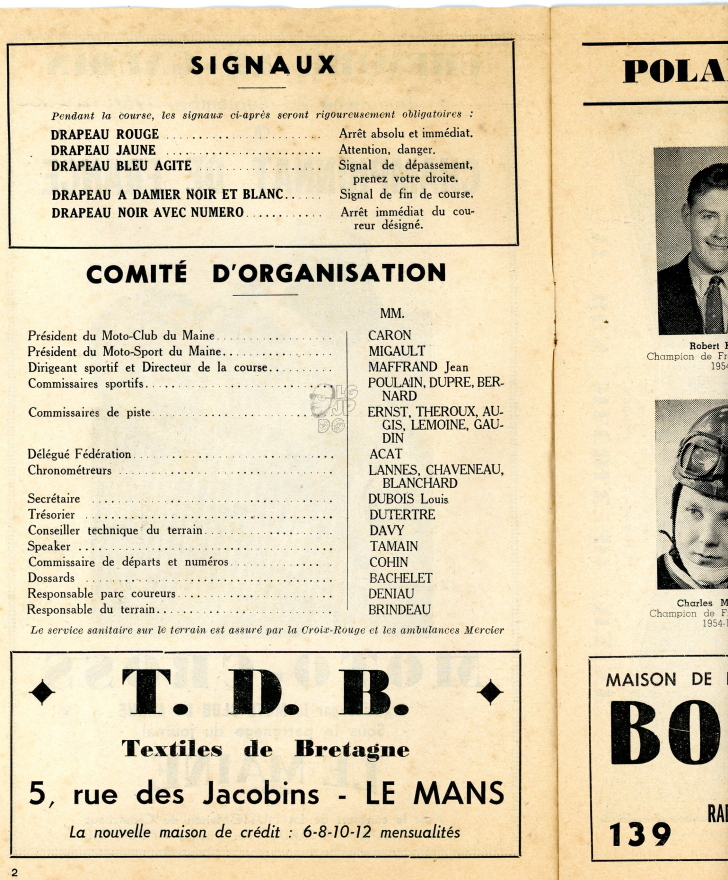 SIGNAUX
Pendant la course, les signaux ci-après seront rigoureusement obligatoires :
DRAPEAU ROUGE ........................ Arrêt absolu et immédiat.
DRAPEAU JAUNE ........................ Attention, danger.
DRAPEAU BLEU AGITE ................... Signal de dépassement,
prenez votre droite.
DRAPEAU A DAMIER NOIR ET BLANC...... Signal de fin de course.
DRAPEAU NOIR AVEC NUMERO............ Arrêt immédiat du cou-
reur désigné.
COMITÉ D'ORGANISATION
MM.
Président du Moto-Club du Maine.................... CARON
Président du Moto-Sport du Maine.................. MIGAULT
Dirigeant sportif et Directeur de la course........... MAFFRAND Jean
Commissaires sportifs.............................. POULAIN, DUPRE, BER-
NARD
Commissaires de piste.............................. ERNST, THEROUX, AU-
GIS, LEMOINE, GAU-
DIN
Délégué Fédération................................ ACAT
Chronométreurs .................................. LANNES, CHAVENEAU,
BLANCHARD
Secrétaire ...................................... DUBOIS Louis
Trésorier ....................................... DUTERTRE
Conseiller technique du terrain..................... DAVY
Speaker ........................................ TAMAIN
Commissaire de départs et numéros................. COHIN
Dossards ....................................... BACHELET
Responsable parc coureurs......................... DENIAU
Responsable du terrain............................ BRINDEAU
Le service sanitaire sur le terrain est assuré par la Croix-Rouge et les ambulances Mercier
T. D. B.
Textiles de Bretagne
5, rue des Jacobins - LE MANS
La nouvelle maison de crédit : 6-8-10-12 mensualités
2
POLA
Robert
Champion de Fr
1954
Charles M
Champion de F
1954-
MAISON DE
BO
RA
139